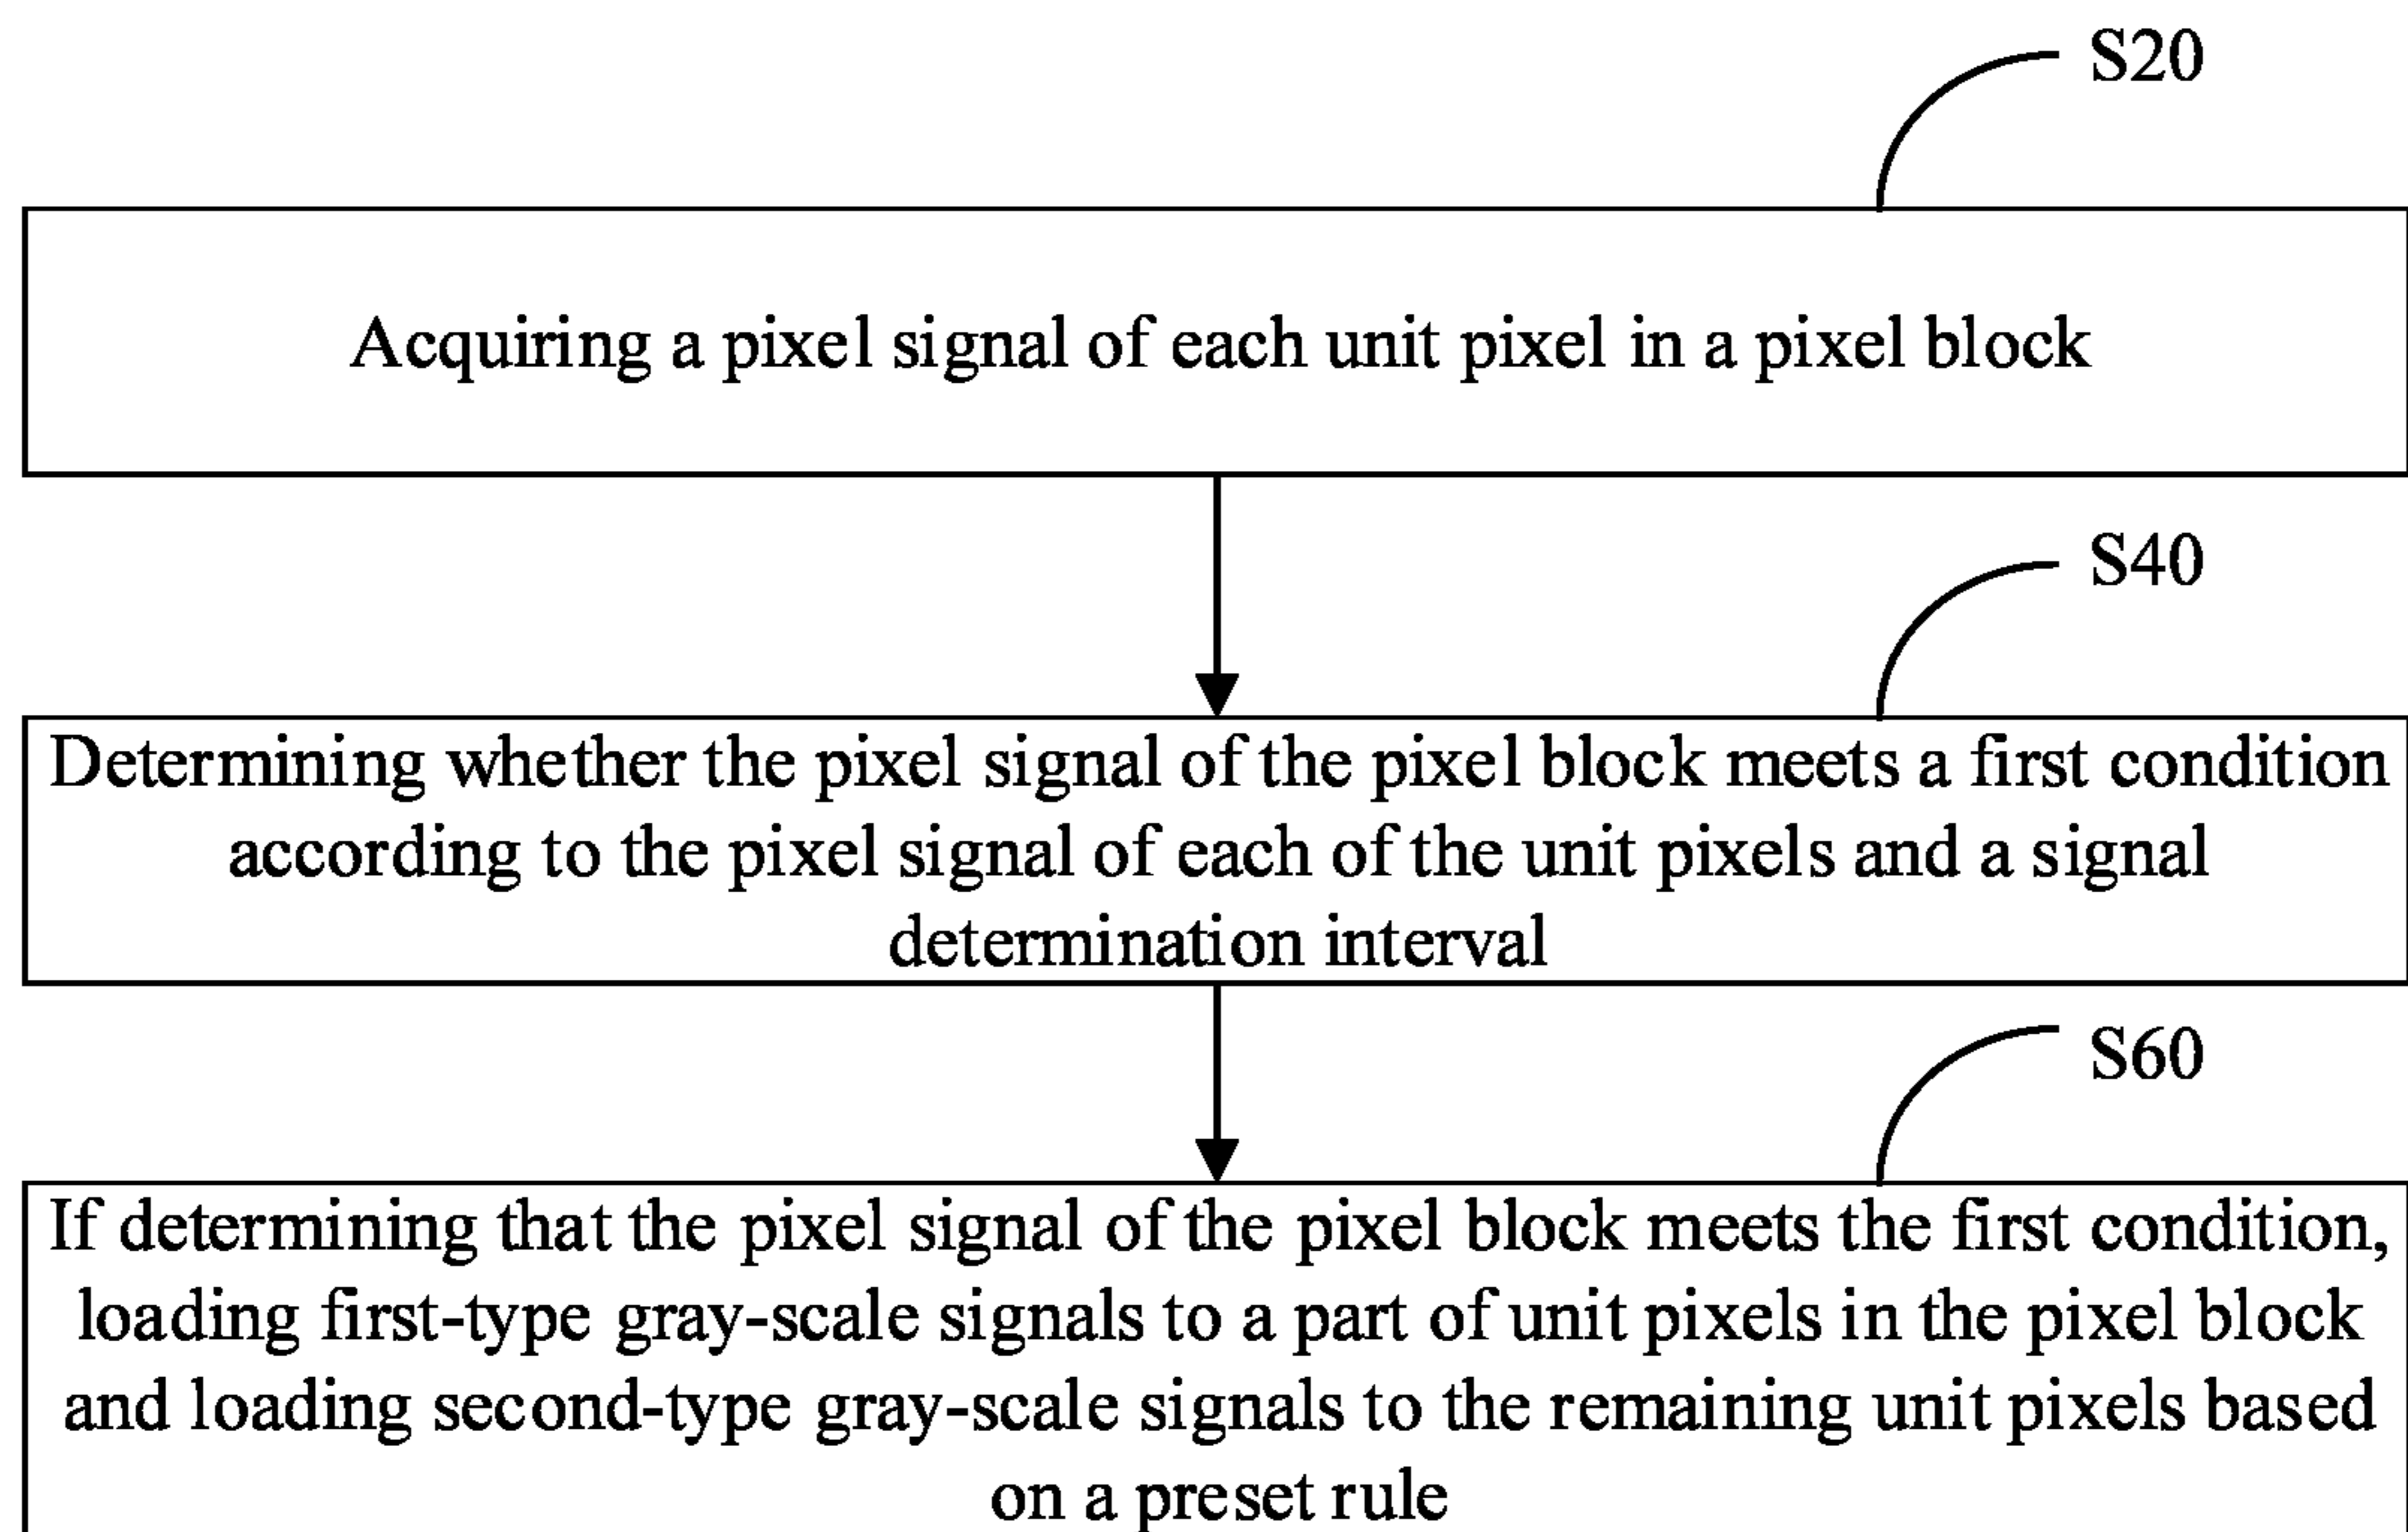 S20
Acquiring a pixel signal of each unit pixel in a pixel block
S40
Determining whether the pixel signal of the pixel block meets a first condition
according to the pixel signal of each of the unit pixels and a signal
determination interval
S60
If determining that the pixel signal of the pixel block meets the first condition,
loading first-type gray-scale signals to a part of unit pixels in the pixel block
and loading second-type gray-scale signals to the remaining unit pixels based
on a preset rule